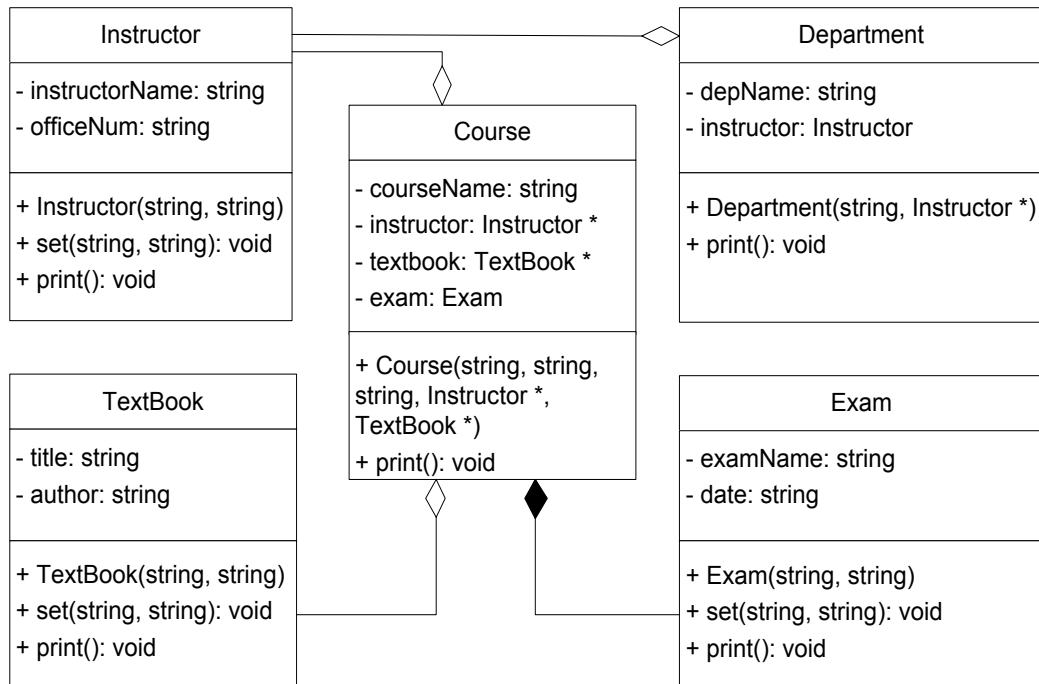 Instructor
- instructorName: string
- officeNum: string
+ Instructor(string, string)
+ set(string, string): void
+ print(): void
Department
- depName: string
- instructor: Instructor
+ Department(string, Instructor *)
+ print(): void
Course
- courseName: string
- instructor: Instructor *
- textbook: TextBook *
- exam: Exam
+ Course(string, string,
string, Instructor *,
TextBook *)
+ print(): void
TextBook
- title: string
- author: string
+ TextBook(string, string)
+ set(string, string): void
+ print(): void
Exam
- examName: string
- date: string
+ Exam(string, string)
+ set(string, string): void
+ print(): void